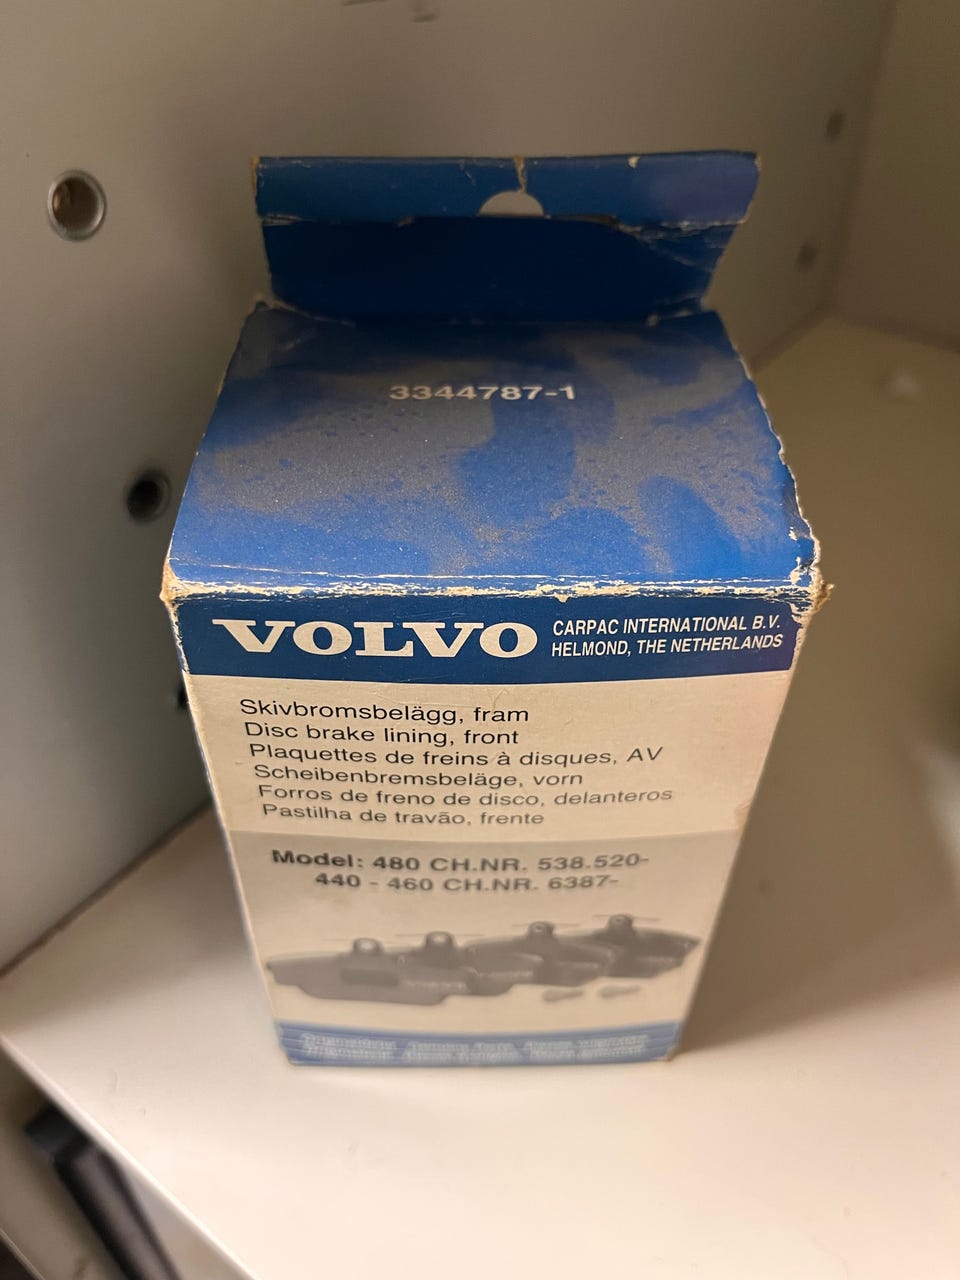 3344787-1
VOLVO
CARPAC INTERNATIONAL B.V.
HELMOND, THE NETHERLANDS
Skivbromsbelägg, fram
Disc brake lining, front
Plaquettes de freins à disques, AV
Scheibenbremsbeläge, vorn
Forros de freno de disco, delanteros
Pastilha de travão, frente
Model: 480 CH.NR. 538.520-
440 - 460 CH.NR. 6387-
VOLVO